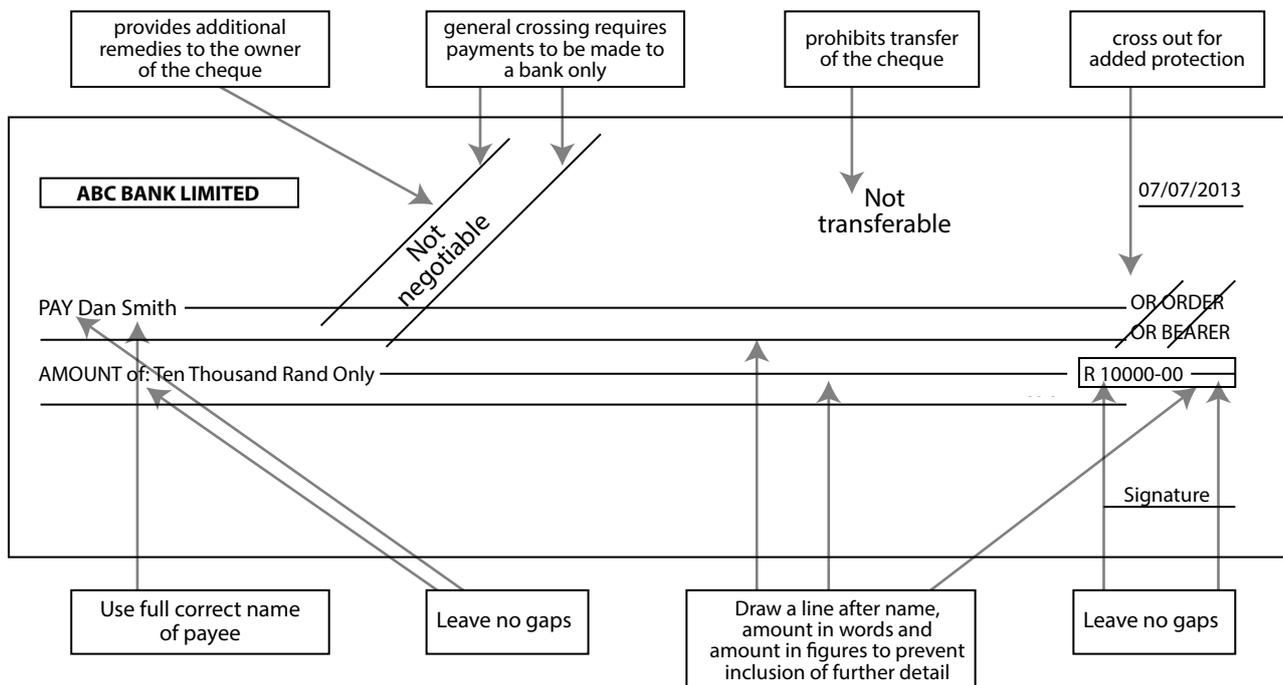 provides additional
remedies to the owner
of the cheque
general crossing requires
payments to be made to
a bank only
prohibits transfer
of the cheque
cross out for
added protection
ABC BANK LIMITED
Not
negotiable
Not
transferable
07/07/2013
PAY Dan Smith
OR ORDER
OR BEARER
AMOUNT of: Ten Thousand Rand Only
R 10000-00
Signature
Use full correct name
of payee
Leave no gaps
Draw a line after name,
amount in words and
amount in figures to prevent
inclusion of further detail
Leave no gaps